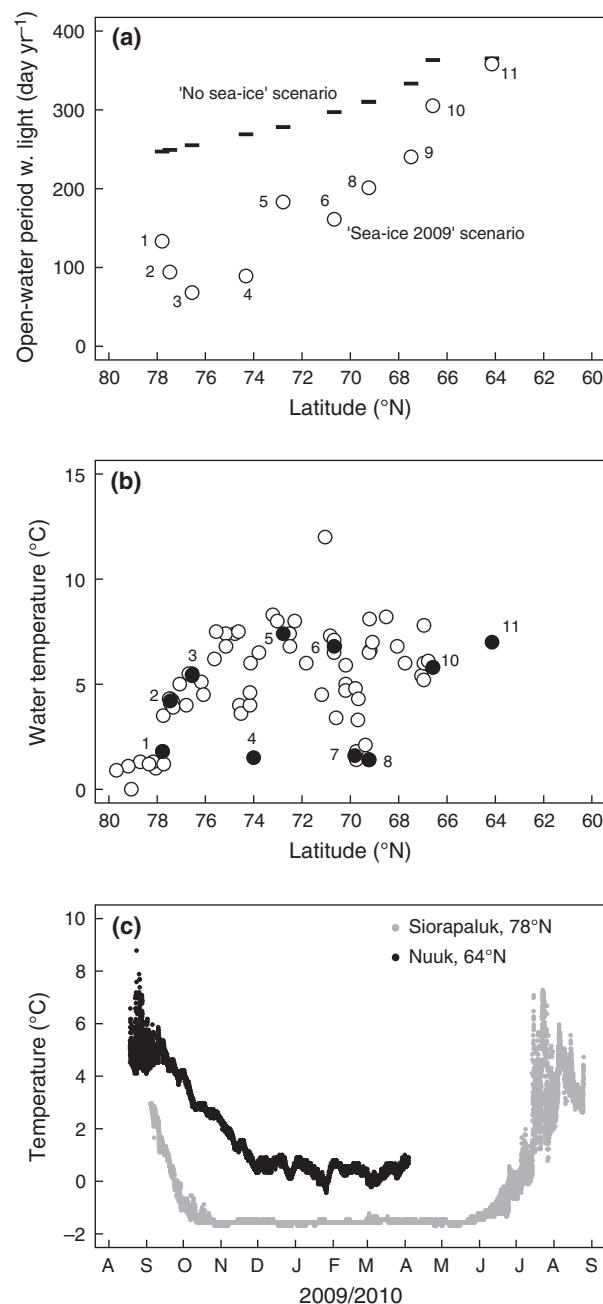 (a)
400
300
200
100
0
Open-water period w. light (day yr⁻¹)
'No sea-ice' scenario
'Sea-ice 2009' scenario
1
2
3
4
5
6
8
9
10
11
80 78 76 74 72 70 68 66 64 62 60
Latitude (°N)
(b)
15
10
5
0
Water temperature (°C)
1
2
3
4
5
6
7
8
10
11
80 78 76 74 72 70 68 66 64 62 60
Latitude (°N)
(c)
10
8
6
4
2
0
−2
Temperature (°C)
Siorapaluk, 78°N
Nuuk, 64°N
A S O N D J F M A M J J A S
2009/2010